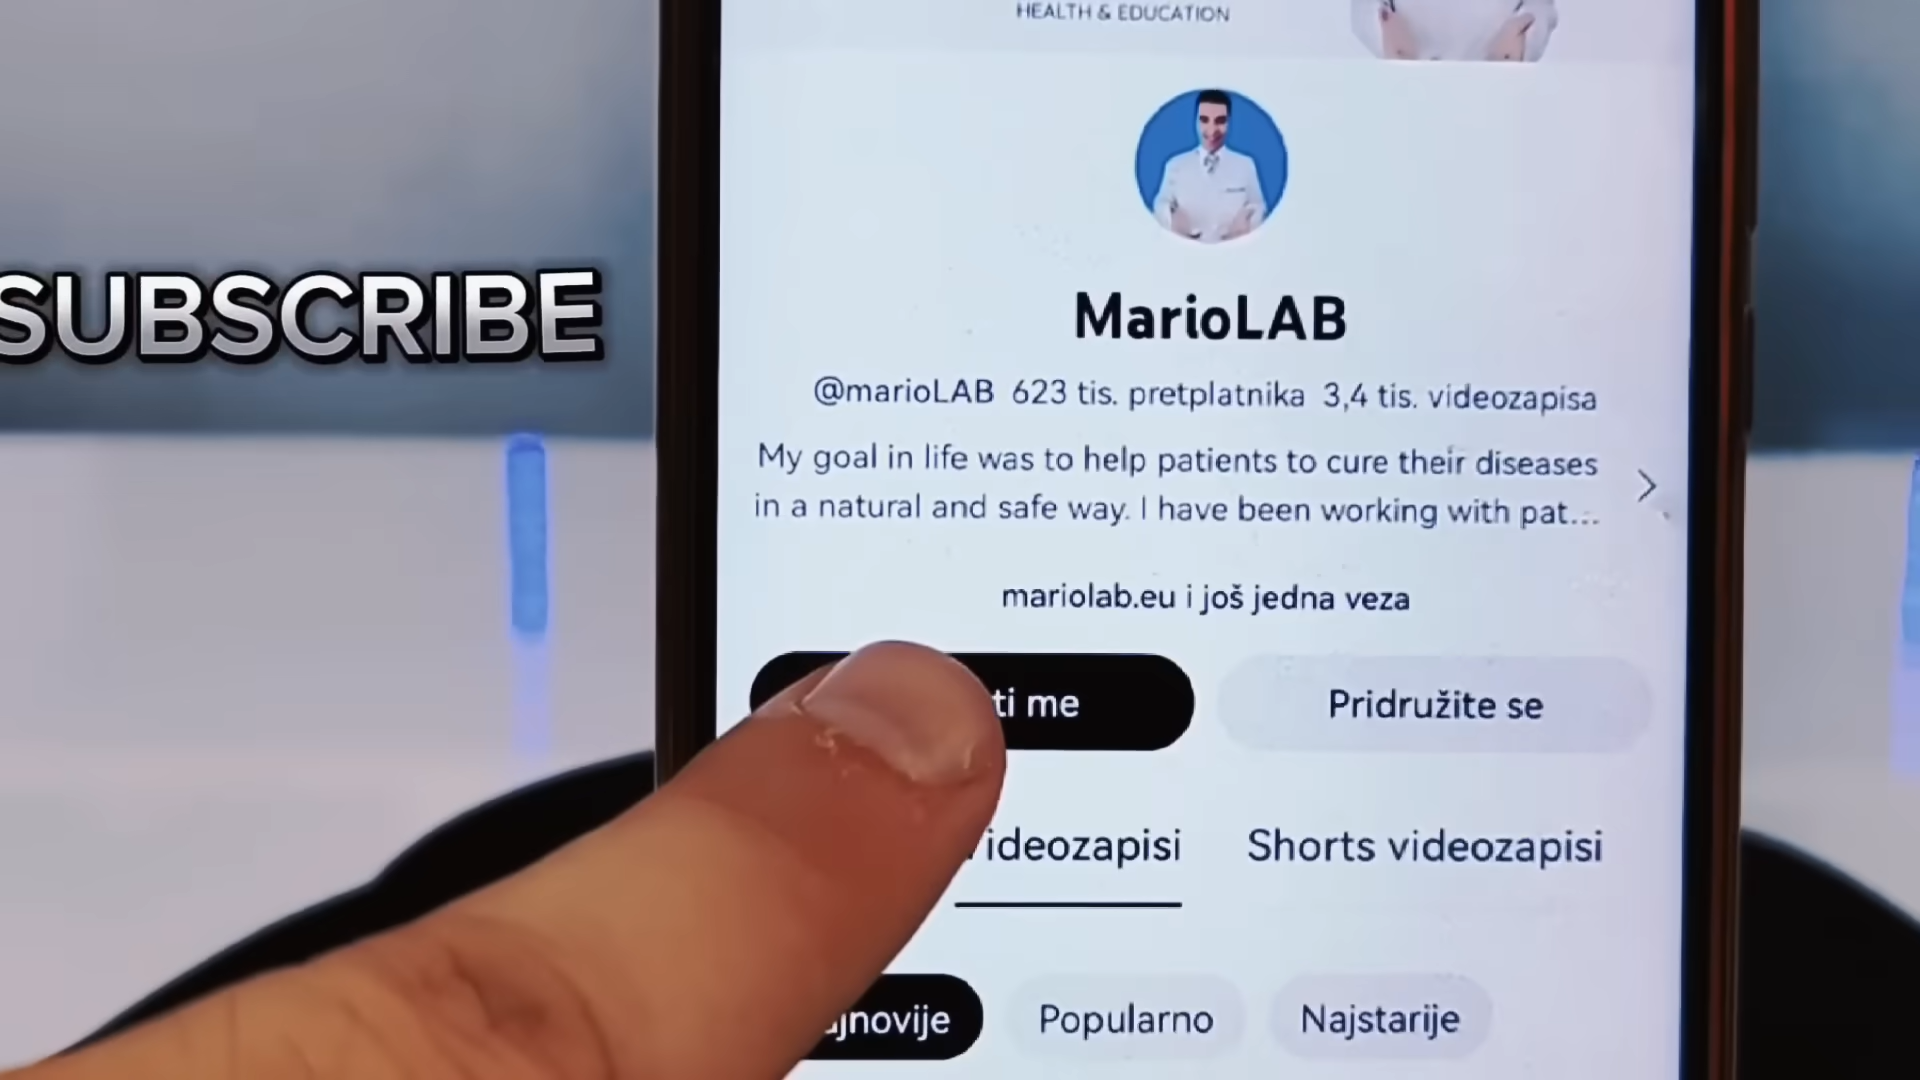 HEALTH & EDUCATION
SUBSCRIBE
MarioLAB
@marioLAB 623 tis. pretplatnika 3,4 tis. videozapisa
My goal in life was to help patients to cure their diseases
in a natural and safe way. I have been working with pat...
mariolab.eu i još jedna veza
ti me
Pridružite se
ideozapisi
Shorts videozapisi
jnovije
Popularno
Najstarije